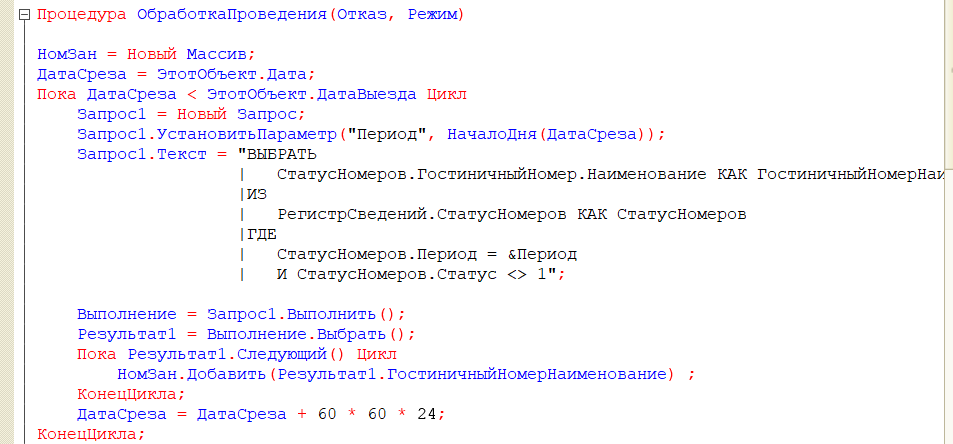 Процедура ОбработкаПроведения(Отказ, Режим)
НомЗан = Новый Массив;
ДатаСреза = ЭтотОбъект.Дата;
Пока ДатаСреза < ЭтотОбъект.ДатаВыезда Цикл
Запрос1 = Новый Запрос;
Запрос1.УстановитьПараметр("Период", НачалоДня(ДатаСреза));
Запрос1.Текст = "ВЫБРАТЬ
| СтатусНомеров.ГостиничныйНомер.Наименование КАК ГостиничныйНомерНаи
|ИЗ
| РегистрСведений.СтатусНомеров КАК СтатусНомеров
|ГДЕ
| СтатусНомеров.Период = &Период
| И СтатусНомеров.Статус <> 1";
Выполнение = Запрос1.Выполнить();
Результат1 = Выполнение.Выбрать();
Пока Результат1.Следующий() Цикл
НомЗан.Добавить(Результат1.ГостиничныйНомерНаименование) ;
КонецЦикла;
ДатаСреза = ДатаСреза + 60 * 60 * 24;
КонецЦикла;